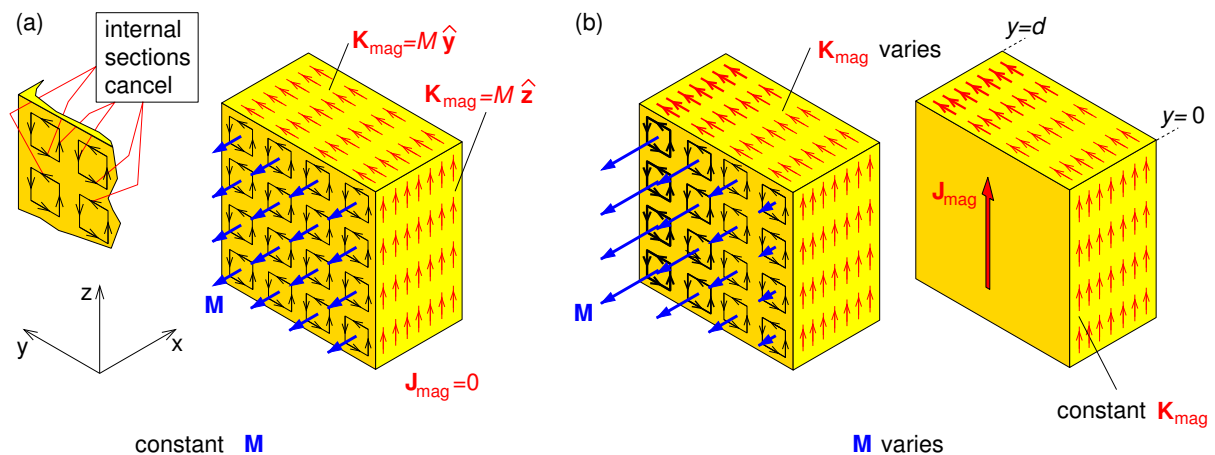 (a)
internal
sections
cancel
K_mag=M ŷ
K_mag=M ẑ
M
z
y
x
J_mag=0
constant M
(b)
K_mag varies
y=d
y=0
J_mag
M
constant K_mag
M varies